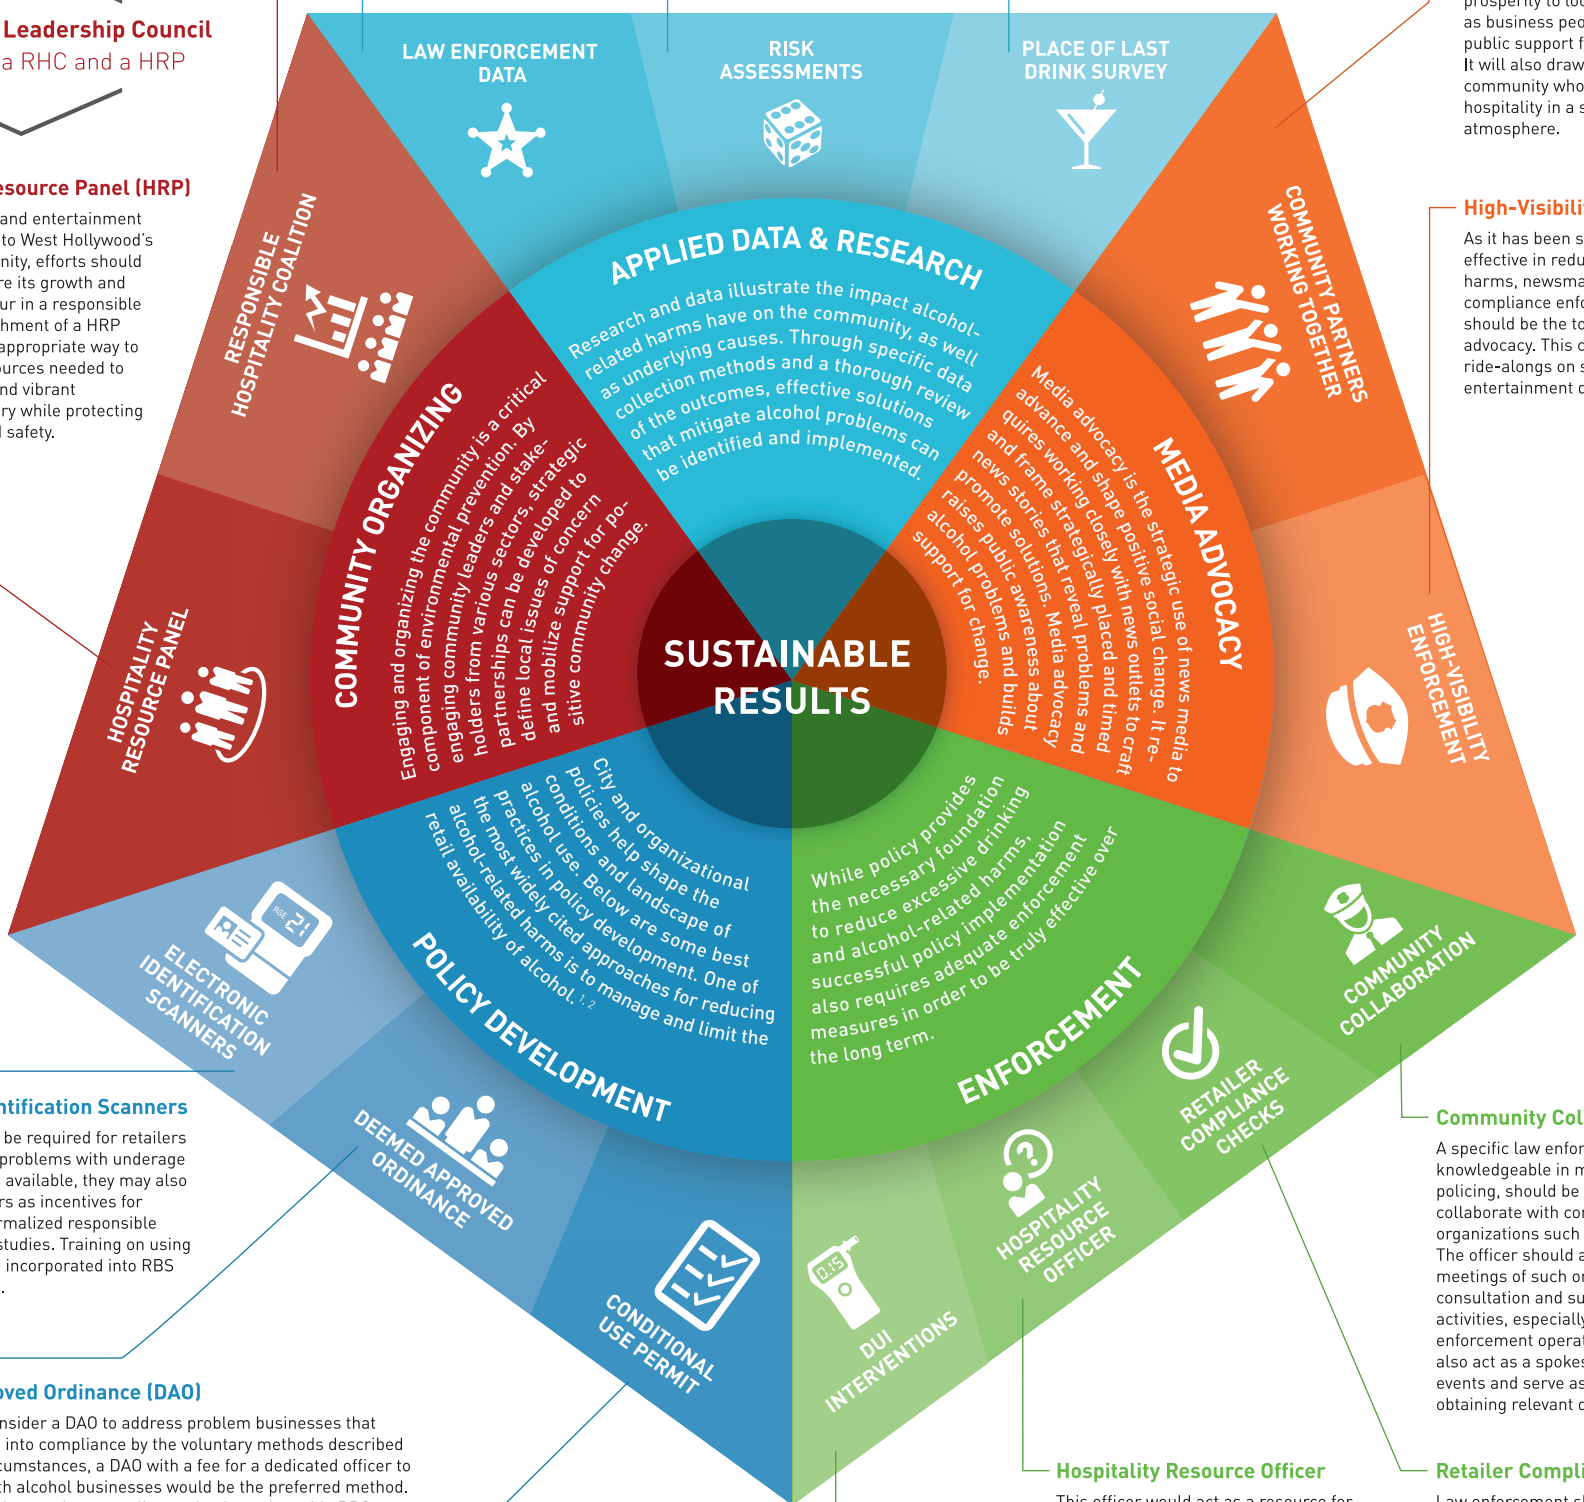 Leadership Council
a RHC and a HRP
esource Panel (HRP)
and entertainment
to West Hollywood's
nity, efforts should
re its growth and
ur in a responsible
hment of a HRP
appropriate way to
ources needed to
nd vibrant
ry while protecting
safety.
LAW ENFORCEMENT
DATA
RISK
ASSESSMENTS
PLACE OF LAST
DRINK SURVEY
prosperity to loc
as business peo
public support f
It will also draw
community who
hospitality in a s
atmosphere.
High-Visibili
As it has been s
effective in redu
harms, newsma
compliance enfo
should be the to
advocacy. This c
ride-alongs on s
entertainment d
RESPONSIBLE
HOSPITALITY COALITION
COMMUNITY PARTNERS
WORKING TOGETHER
APPLIED DATA & RESEARCH
Research and data illustrate the impact alcohol-
related harms have on the community, as well
as underlying causes. Through specific data
collection methods and a thorough review
of the outcomes, effective solutions
that mitigate alcohol problems can
be identified and implemented.
COMMUNITY ORGANIZING
Engaging and organizing the community is a critical
component of environmental prevention. By
engaging community leaders and stake-
holders from various sectors, strategic
partnerships can be developed to
define local issues of concern
and mobilize support for po-
sitive community change.
MEDIA ADVOCACY
Media advocacy is the strategic use of news media to
advance and shape positive social change. It re-
quires working closely with news outlets to craft
and frame strategically placed and timed
news stories that reveal problems and
promote solutions. Media advocacy
raises public awareness about
alcohol problems and builds
support for change.
SUSTAINABLE
RESULTS
HOSPITALITY
RESOURCE PANEL
HIGH-VISIBILITY
ENFORCEMENT
City and organizational
policies help shape the
conditions and landscape of
alcohol use. Below are some best
practices in policy development. One of
the most widely cited approaches for reducing
alcohol-related harms is to manage and limit the
retail availability of alcohol. 1, 2
POLICY DEVELOPMENT
While policy provides
the necessary foundation
to reduce excessive drinking
and alcohol-related harms,
successful policy implementation
also requires adequate enforcement
measures in order to be truly effective over
the long term.
ENFORCEMENT
AGE 21
ELECTRONIC
IDENTIFICATION
SCANNERS
DEEMED APPROVED
ORDINANCE
CONDITIONAL
USE PERMIT
0.15
DUI
INTERVENTIONS
?
HOSPITALITY
RESOURCE
OFFICER
RETAILER
COMPLIANCE
CHECKS
COMMUNITY
COLLABORATION
ntification Scanners
be required for retailers
problems with underage
available, they may also
rs as incentives for
rmalized responsible
studies. Training on using
incorporated into RBS
.
oved Ordinance (DAO)
nsider a DAO to address problem businesses that
into compliance by the voluntary methods described
cumstances, a DAO with a fee for a dedicated officer to
th alcohol businesses would be the preferred method.
Community Col
A specific law enfor
knowledgeable in m
policing, should be
collaborate with cor
organizations such
The officer should a
meetings of such or
consultation and su
activities, especially
enforcement operat
also act as a spokes
events and serve as
obtaining relevant d
Hospitality Resource Officer
This officer would act as a resource for
Retailer Compli
Law enforcement sh